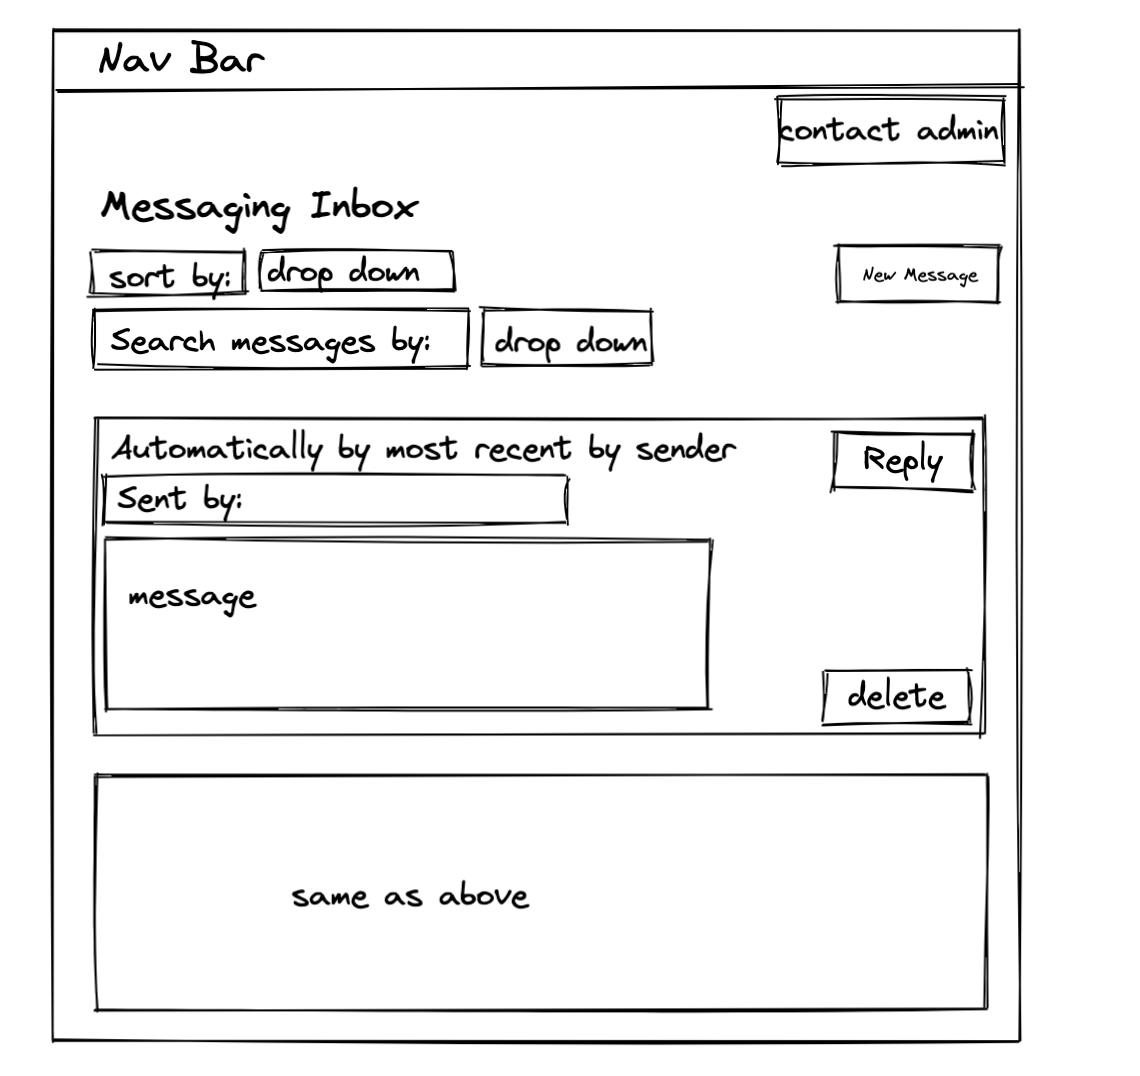 Nav Bar
contact admin
Messaging Inbox
sort by: drop down
New Message
Search messages by: drop down
Automatically by most recent by sender
Reply
Sent by:
message
delete
same as above